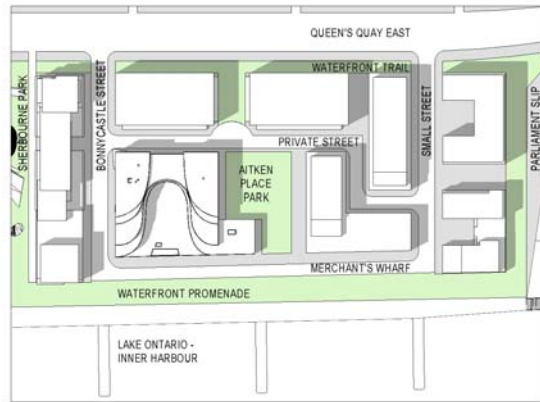 QUEEN'S QUAY EAST
WATERFRONT TRAIL
SHERBOURNE PARK
BONNYCASTLE STREET
SMALL STREET
PARLIAMENT SLIP
PRIVATE STREET
AITKEN
PLACE
PARK
MERCHANT'S WHARF
WATERFRONT PROMENADE
LAKE ONTARIO -
INNER HARBOUR